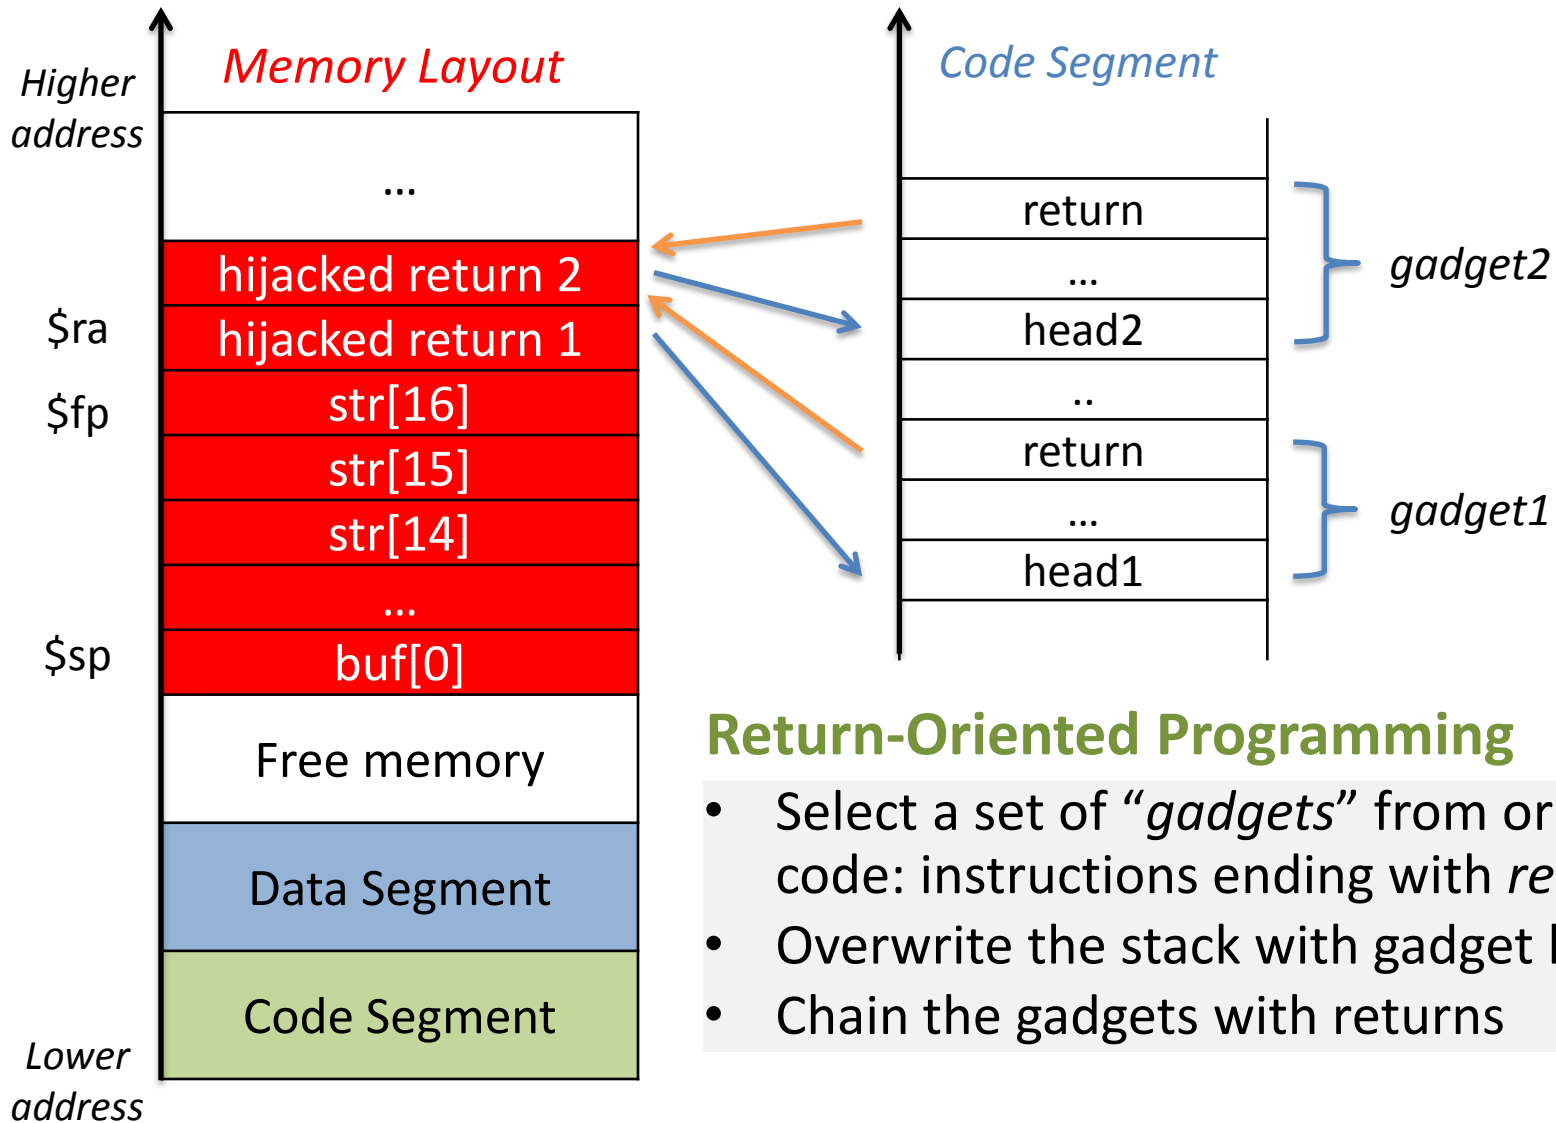 Higher
address
Memory Layout
…
hijacked return 2
$ra
hijacked return 1
$fp
str[16]
str[15]
str[14]
…
$sp
buf[0]
Free memory
Data Segment
Code Segment
Lower
address
Code Segment
return
…
head2
gadget2
..
return
…
head1
gadget1
Return-Oriented Programming
• Select a set of “gadgets” from or
code: instructions ending with re
• Overwrite the stack with gadget
• Chain the gadgets with returns